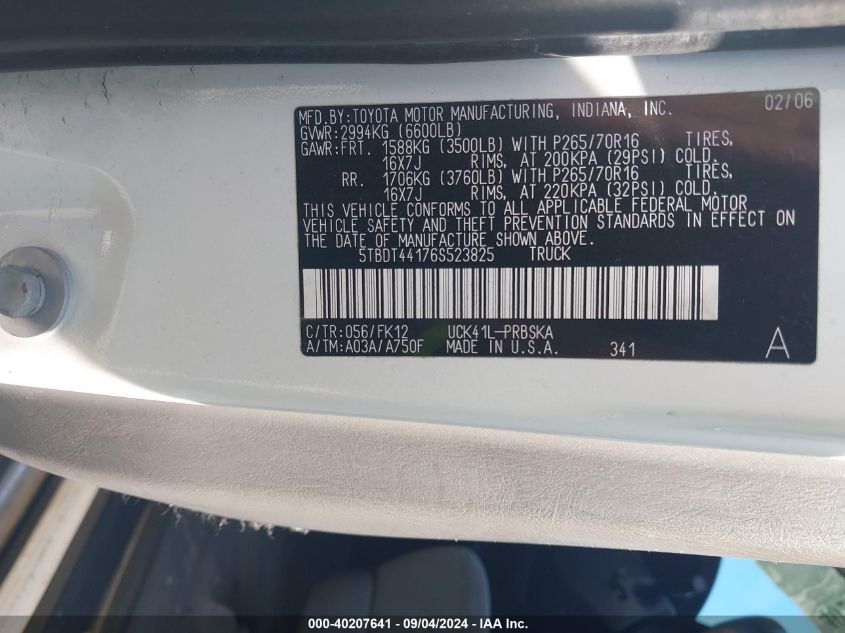 MFD.BY:TOYOTA MOTOR MANUFACTURING, INDIANA, INC. 02/06
GVWR:2994KG (6600LB)
GAWR:FRT. 1588KG (3500LB) WITH P265/70R16 TIRES,
16X7J RIMS, AT 200KPA (29PSI) COLD.
RR. 1706KG (3760LB) WITH P265/70R16 TIRES,
16X7J RIMS, AT 220KPA (32PSI) COLD.
THIS VEHICLE CONFORMS TO ALL APPLICABLE FEDERAL MOTOR
VEHICLE SAFETY AND THEFT PREVENTION STANDARDS IN EFFECT ON
THE DATE OF MANUFACTURE SHOWN ABOVE.
5TBDT44176S523825 TRUCK
C/TR:056/FK12 UCK41L-PRBSKA
A/TM:A03A/A750F MADE IN U.S.A. 341 A
000-40207641 - 09/04/2024 - IAA Inc.